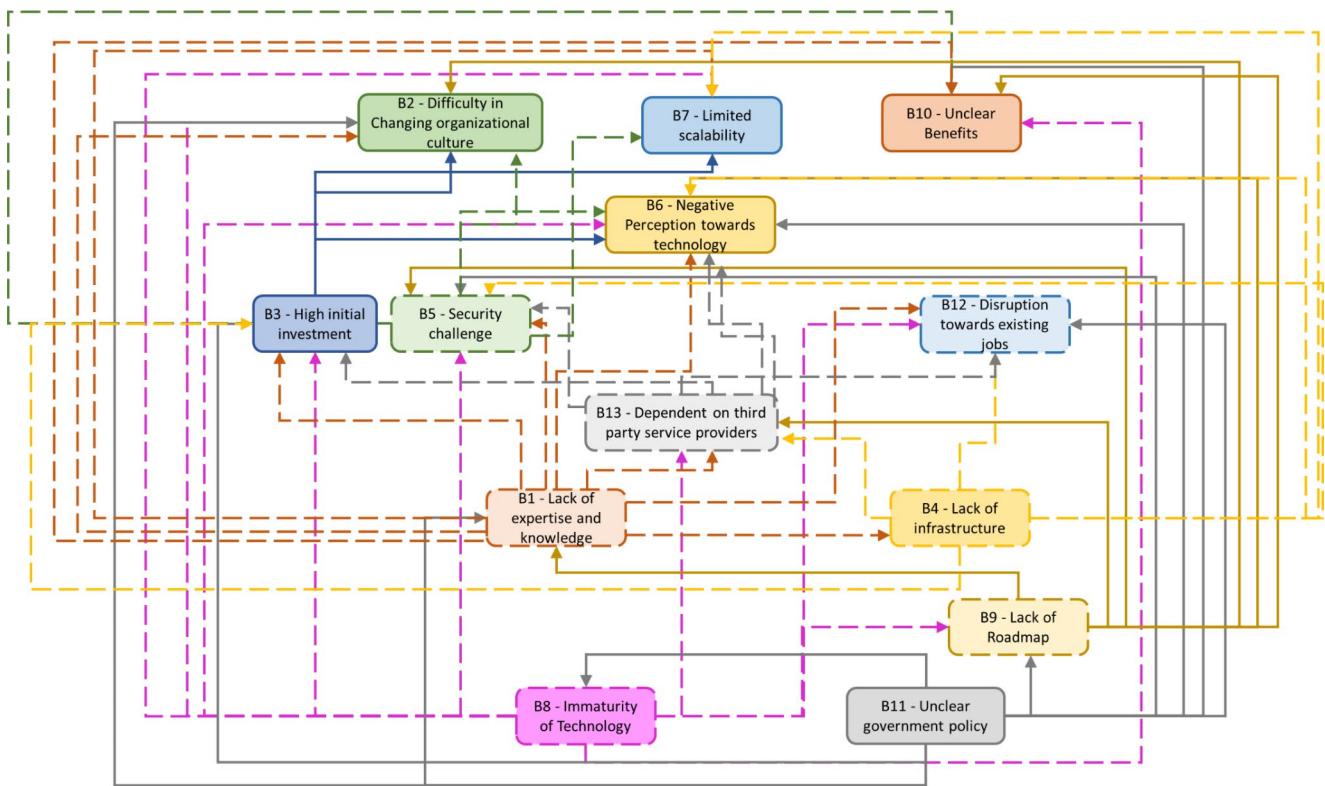 B2 - Difficulty in
Changing organizational
culture
B7 - Limited
scalability
B10 - Unclear
Benefits
B6 - Negative
Perception towards
technology
B3 - High initial
investment
B5 - Security
challenge
B12 - Disruption
towards existing
jobs
B13 - Dependent on third
party service providers
B1 - Lack of
expertise and
knowledge
B4 - Lack of
infrastructure
B9 - Lack of
Roadmap
B8 - Immaturity
of Technology
B11 - Unclear
government policy